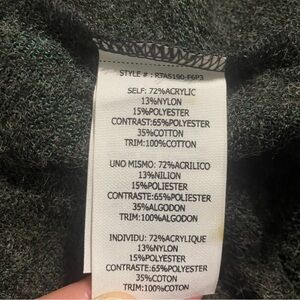 STYLE # : RTAS190-F6P3
SELF: 72%ACRYLIC
13%NYLON
15%POLYESTER
CONTRAST:65%POLYESTER
35%COTTON
TRIM:100%COTTON
UNO MISMO: 72%ACRILICO
13%NILION
15%POLIESTER
CONTRASTE:65%POLIESTER
35%ALGODON
TRIM:100%ALGODON
INDIVIDU: 72%ACRYLIQUE
13%NYLON
15%POLYESTER
CONTRASTE:65%POLYESTER
35%COTON
TRIM:100%COTON